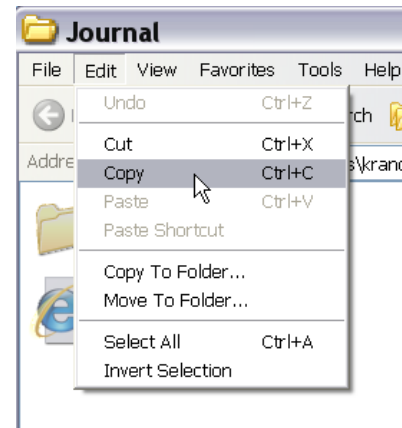 Journal
File Edit View Favorites Tools Help
Undo Ctrl+Z
Cut Ctrl+X
Copy Ctrl+C
Paste Ctrl+V
Paste Shortcut
Copy To Folder...
Move To Folder...
Select All Ctrl+A
Invert Selection